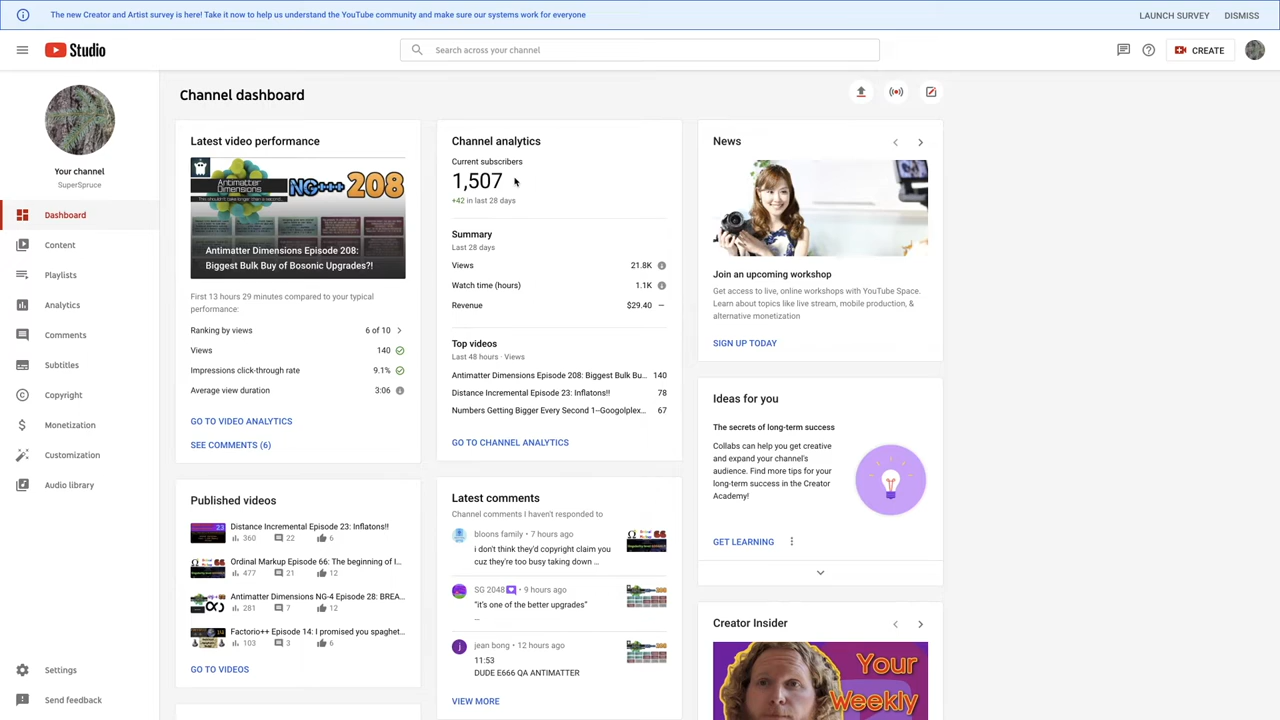 The new Creator and Artist survey is here! Take it now to help us understand the YouTube community and make sure our systems work for everyone
LAUNCH SURVEY
DISMISS
Studio
Search across your channel
CREATE
Your channel
SuperSpruce
Dashboard
Content
Playlists
Analytics
Comments
Subtitles
Copyright
Monetization
Customization
Audio library
Settings
Send feedback
Channel dashboard
Latest video performance
Antimatter
Dimensions
NG+++ 208
Antimatter Dimensions Episode 208:
Biggest Bulk Buy of Bosonic Upgrades?!
First 13 hours 29 minutes compared to your typical
performance:
Ranking by views 6 of 10
Views 140
Impressions click-through rate 9.1%
Average view duration 3:06
GO TO VIDEO ANALYTICS
SEE COMMENTS (6)
Published videos
23
Distance Incremental Episode 23: Inflatons!!
360 22 6
Ordinal Markup Episode 66: The beginning of I...
477 21 12
Antimatter Dimensions NG-4 Episode 28: BREA...
281 7 12
Factorio++ Episode 14: I promised you spaghet...
103 3 6
GO TO VIDEOS
Channel analytics
Current subscribers
1,507
+42 in last 28 days
Summary
Last 28 days
Views 21.8K
Watch time (hours) 1.1K
Revenue $29.40 —
Top videos
Last 48 hours · Views
Antimatter Dimensions Episode 208: Biggest Bulk Bu... 140
Distance Incremental Episode 23: Inflatons!! 78
Numbers Getting Bigger Every Second 1--Googolplex... 67
GO TO CHANNEL ANALYTICS
Latest comments
Channel comments I haven't responded to
bloons family • 7 hours ago
i don't think they'd copyright claim you
cuz they're too busy taking down ...
SG 2048 • 9 hours ago
"it's one of the better upgrades"
...
j
jean bong • 12 hours ago
11:53
DUDE E666 QA ANTIMATTER
VIEW MORE
News
Join an upcoming workshop
Get access to live, online workshops with YouTube Space.
Learn about topics like live stream, mobile production, &
alternative monetization
SIGN UP TODAY
Ideas for you
The secrets of long-term success
Collabs can help you get creative
and expand your channel's
audience. Find more tips for your
long-term success in the Creator
Academy!
GET LEARNING
Creator Insider
Your
Weekly